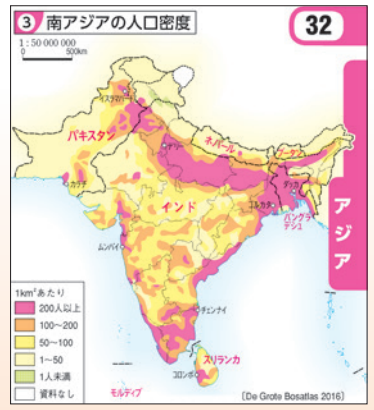 3 南アジアの人口密度
32
1:50 000 000
0 500km
イスラマバード
パキスタン
デリー
ネパール
ブータン
カラチ
ダッカ
インド
コルカタ
バングラ
デシュ
アジア
ムンバイ
1km²あたり
200人以上
100~200
50~100
1~50
1人未満
資料なし
チェンナイ
スリランカ
コロンボ
モルディブ
〔De Grote Bosatlas 2016〕